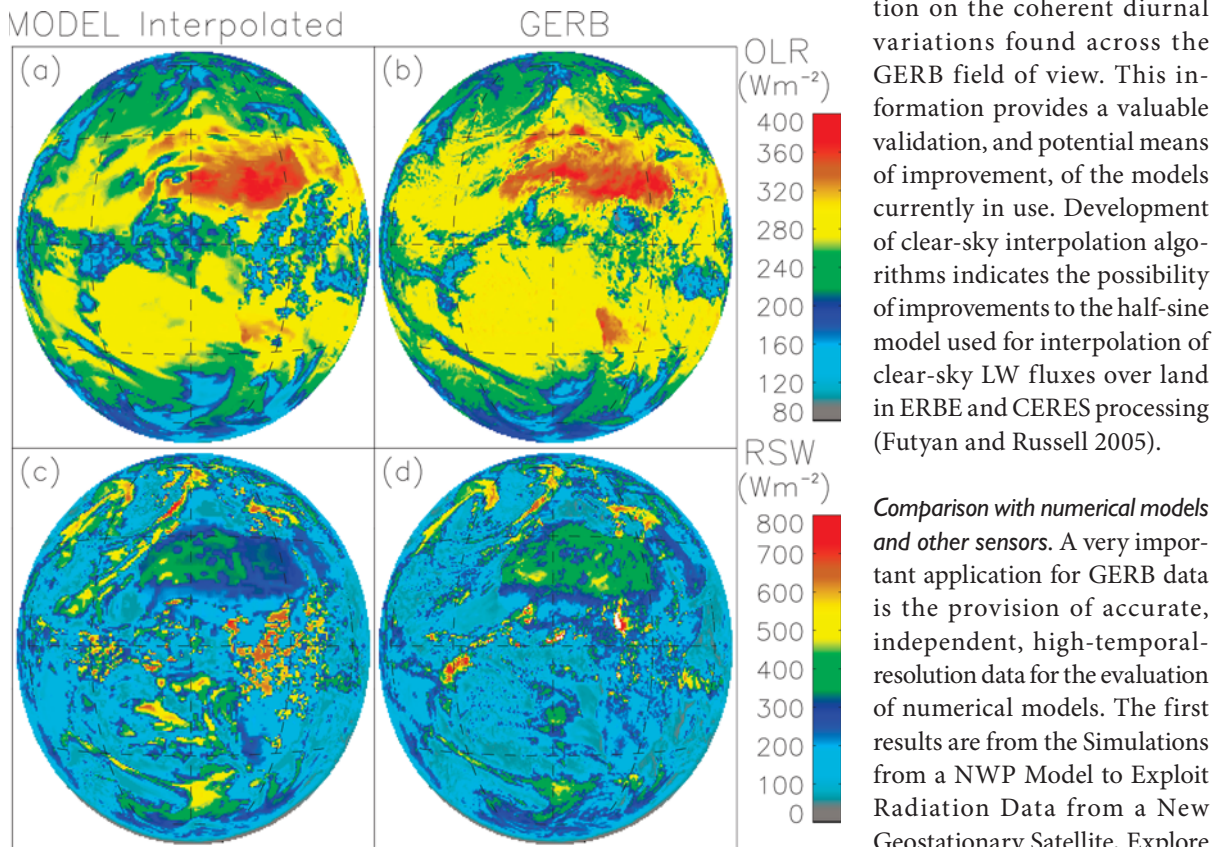 MODEL Interpolated
GERB
(a)
(b)
OLR
(Wm⁻²)
400
360
320
280
240
200
160
120
80
(c)
(d)
RSW
(Wm⁻²)
800
700
600
500
400
300
200
100
0
tion on the coherent diurnal
variations found across the
GERB field of view. This in-
formation provides a valuable
validation, and potential means
of improvement, of the models
currently in use. Development
of clear-sky interpolation algo-
rithms indicates the possibility
of improvements to the half-sine
model used for interpolation of
clear-sky LW fluxes over land
in ERBE and CERES processing
(Futyan and Russell 2005).
Comparison with numerical models
and other sensors. A very impor-
tant application for GERB data
is the provision of accurate,
independent, high-temporal-
resolution data for the evaluation
of numerical models. The first
results are from the Simulations
from a NWP Model to Exploit
Radiation Data from a New
Geostationary Satellite, Explore